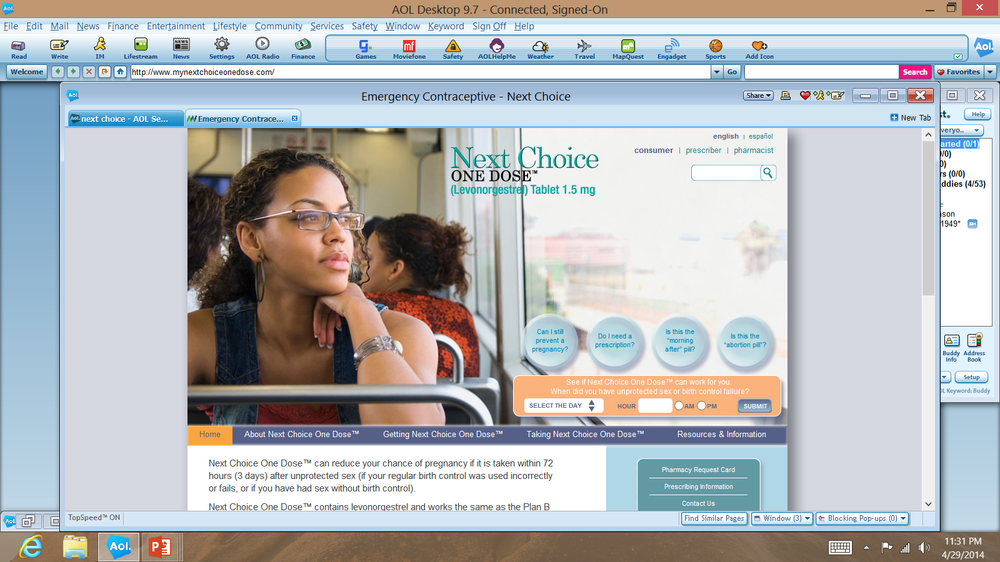 AOL Desktop 9.7 - Connected, Signed-On
File Edit Mail News Finance Entertainment Lifestyle Community Services Safety Window Keyword Sign Off Help
Read Write IM Lifestream News Settings AOL Radio Finance Games Moviefone Safety AOLHelpMe Weather Travel MapQuest Engadget Sports Add Icon
Aol.
Welcome http://www.mynextchoiceonedose.com/ Go Search Favorites
Aol. Emergency Contraceptive - Next Choice Share
Aol. next choice - AOL Se... Emergency Contrace... New Tab
st. Help
veryo..
arted (0/1)
/0)
0)
rs (0/0)
ddies (4/53)
e
son
1949*
Buddy Info
Address Book
Setup
OL Keyword: Buddy
english | español
consumer | prescriber | pharmacist
Next Choice
ONE DOSE™
(Levonorgestrel) Tablet 1.5 mg
Can I still
prevent a
pregnancy?
Do I need a
prescription?
Is this the
“morning
after” pill?
Is this the
“abortion pill”?
See if Next Choice One Dose™ can work for you.
When did you have unprotected sex or birth control failure?
SELECT THE DAY HOUR AM PM SUBMIT
Home About Next Choice One Dose™ Getting Next Choice One Dose™ Taking Next Choice One Dose™ Resources & Information
Next Choice One Dose™ can reduce your chance of pregnancy if it is taken within 72
hours (3 days) after unprotected sex (if your regular birth control was used incorrectly
or fails, or if you have had sex without birth control).
Next Choice One Dose™ contains levonorgestrel and works the same as the Plan B
Pharmacy Request Card
Prescribing Information
Contact Us
TopSpeed™ ON Find Similar Pages Window (3) Blocking Pop-ups (0)
Aol.
Aol. P
11:31 PM
4/29/2014